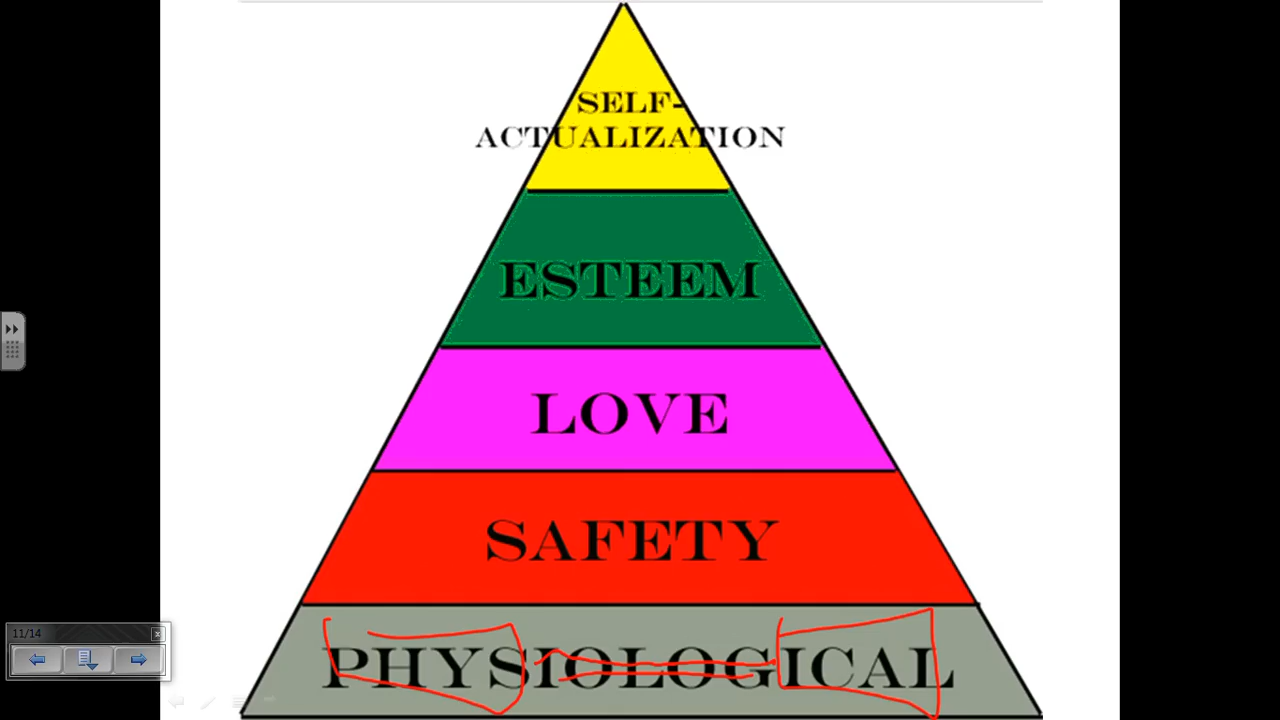 SELF-
ACTUALIZATION
ESTEEM
LOVE
SAFETY
PHYSIOLOGICAL
11/14